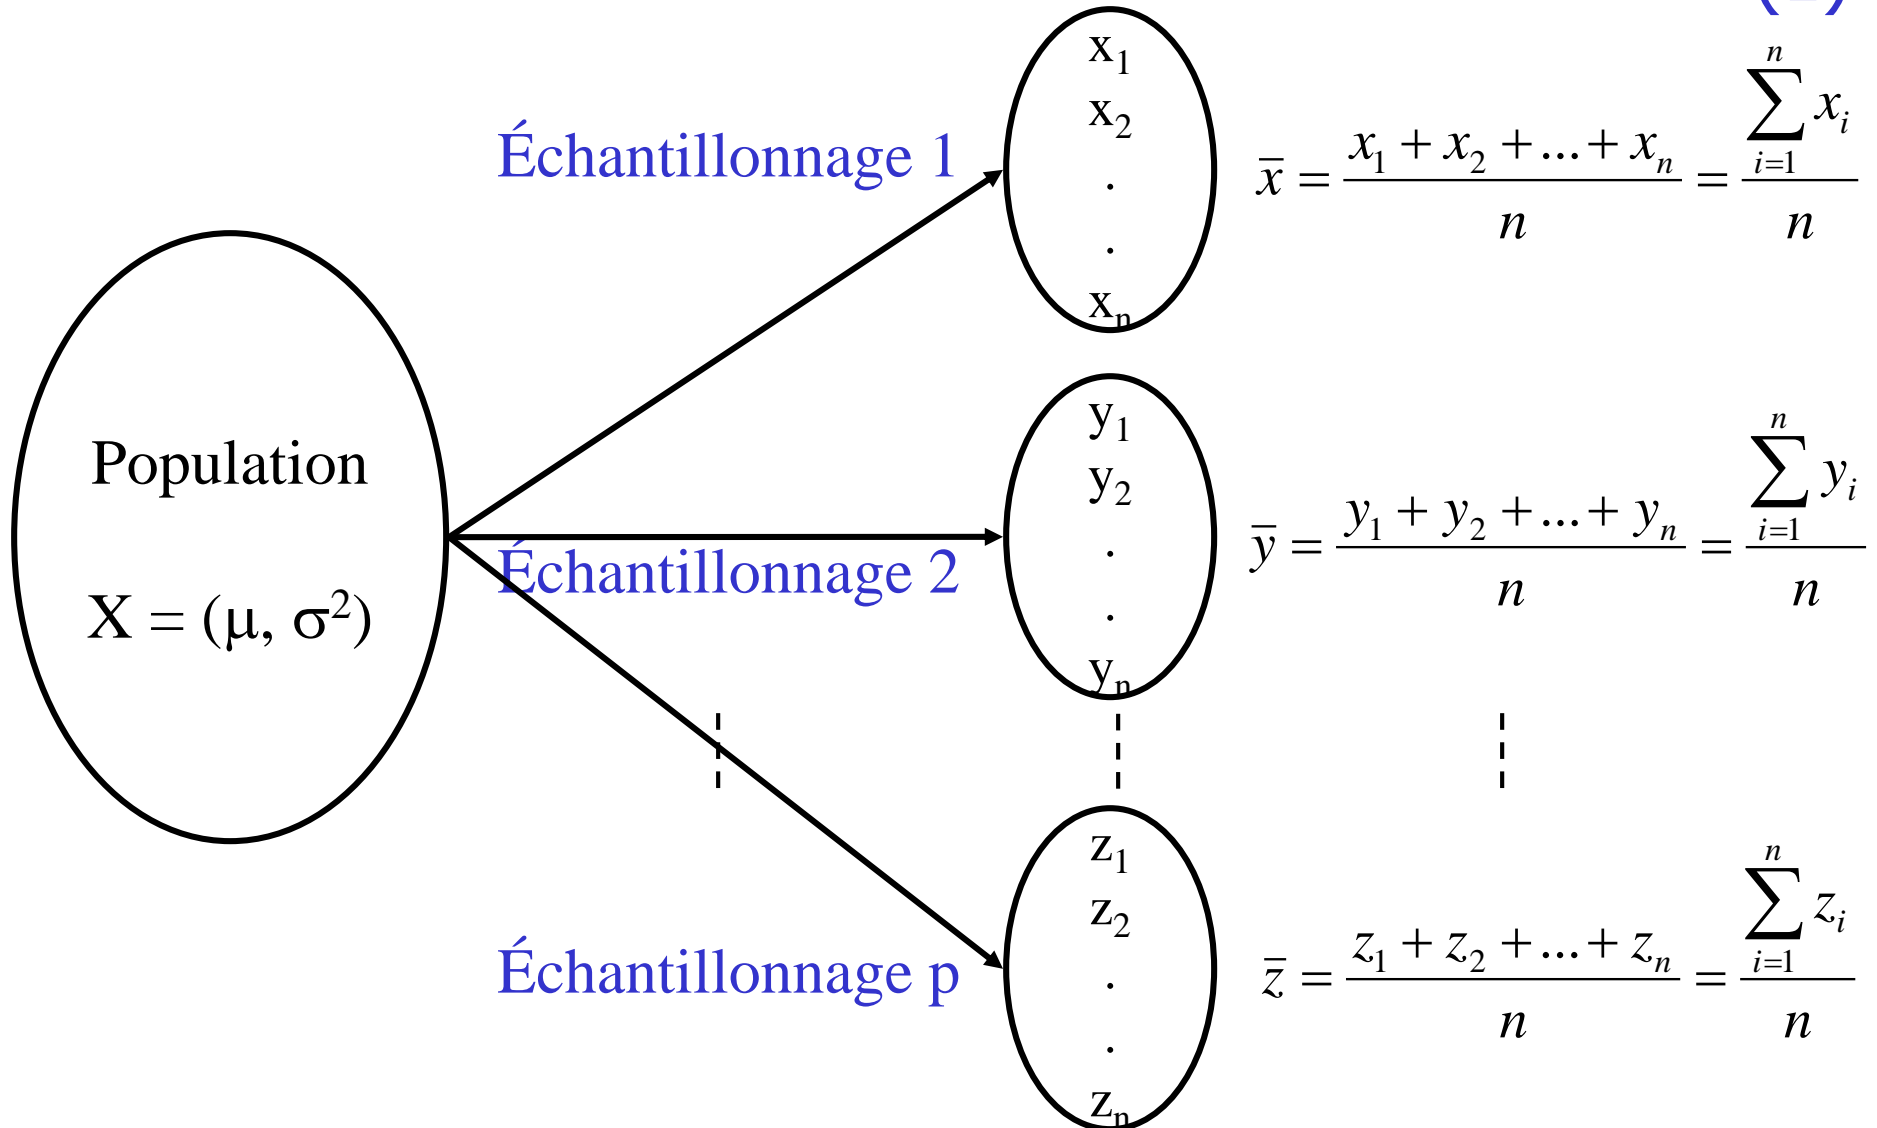 Échantillonnage 1
x₁
x₂
.
.
xₙ
x̄ = (x₁ + x₂ + ... + xₙ) / n = (∑ᵢ₌₁ⁿ xᵢ) / n
Population
X = (μ, σ²)
Échantillonnage 2
y₁
y₂
.
.
yₙ
ȳ = (y₁ + y₂ + ... + yₙ) / n = (∑ᵢ₌₁ⁿ yᵢ) / n
Échantillonnage p
z₁
z₂
.
.
zₙ
z̄ = (z₁ + z₂ + ... + zₙ) / n = (∑ᵢ₌₁ⁿ zᵢ) / n